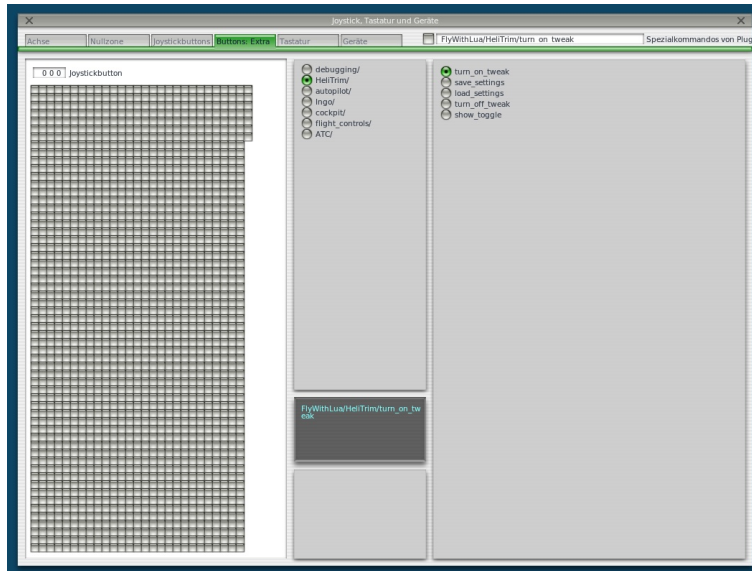 Joystick, Tastatur und Geräte
Achse
Nullzone
Joystickbuttons
Buttons: Extra
Tastatur
Geräte
FlyWithLua/HeliTrim/turn_on_tweak
Spezialkommandos von Plug
0 0 0 Joystickbutton
debugging/
HeliTrim/
autopilot/
Ingo/
cockpit/
flight_controls/
ATC/
turn_on_tweak
save_settings
load_settings
turn_off_tweak
show_toggle
FlyWithLua/HeliTrim/turn_on_tw
eak